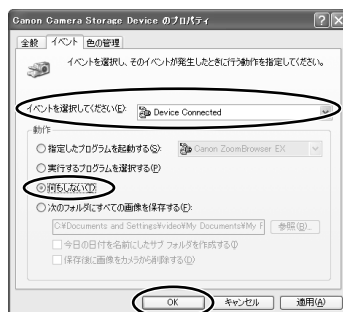 Canon Camera Storage Device のプロパティ
全般 イベント 色の管理
イベントを選択し、そのイベントが発生したときに行う動作を指定してください。
イベントを選択してください(E): Device Connected
動作
指定したプログラムを起動する(S): Canon ZoomBrowser EX
実行するプログラムを選択する(P)
何もしない(T)
次のフォルダにすべての画像を保存する(F):
C:¥Documents and Settings¥video¥My Documents¥My F 参照(B)...
今日の日付を名前にしたサブ フォルダを作成する(I)
保存後に画像をカメラから削除する(D)
OK キャンセル 適用(A)